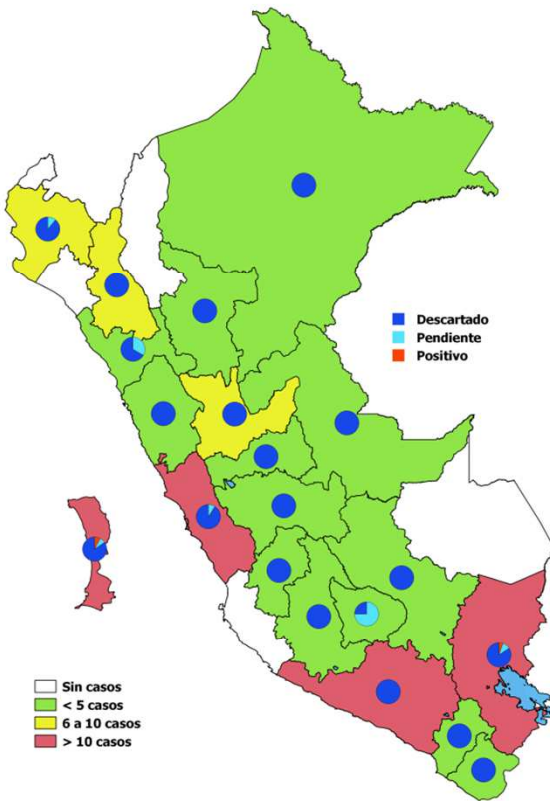 Descartado
Pendiente
Positivo
Sin casos
< 5 casos
6 a 10 casos
> 10 casos